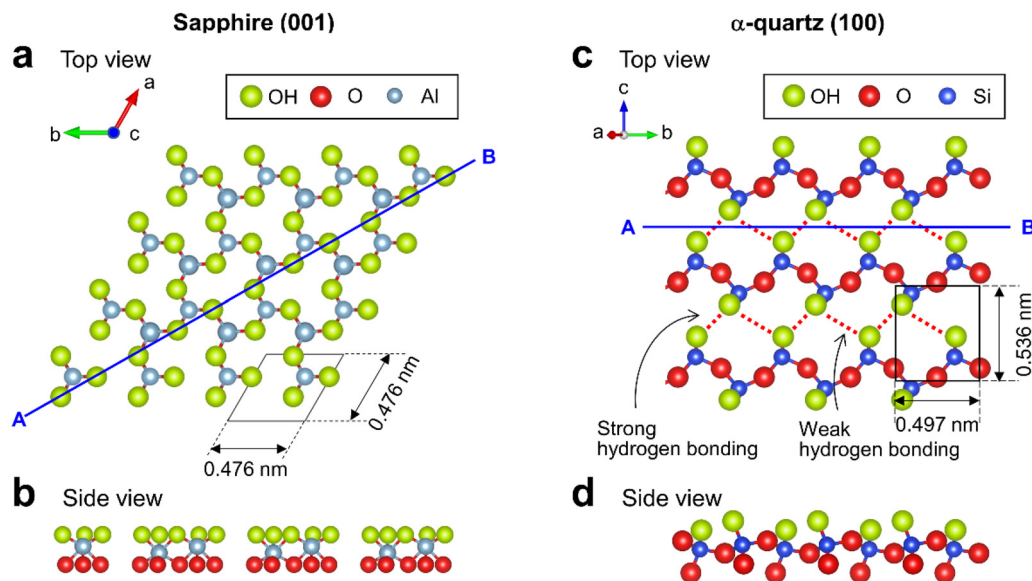 Sapphire (001)
a Top view
a
b
c
OH O Al
B
A
0.476 nm
0.476 nm
b Side view
α-quartz (100)
c Top view
c
a
b
OH O Si
A
B
0.536 nm
0.497 nm
Strong
hydrogen bonding
Weak
hydrogen bonding
d Side view